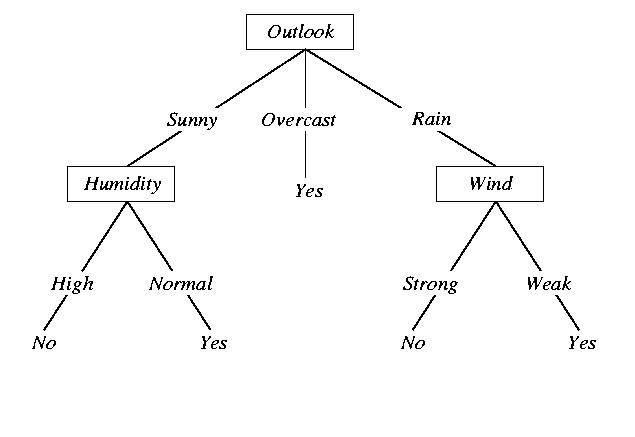 Outlook
Sunny Overcast Rain
Humidity Wind
Yes
High Normal Strong Weak
No Yes No Yes